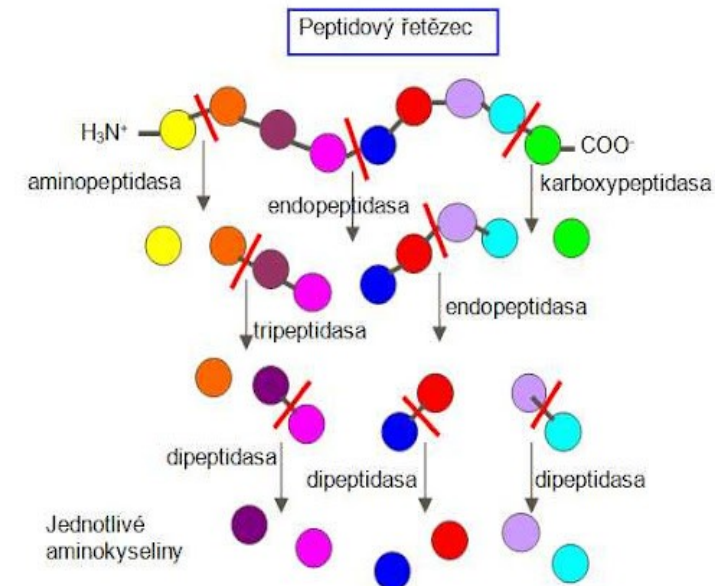 Peptidový řetězec
H₃N⁺
COO⁻
aminopeptidasa
endopeptidasa
karboxypeptidasa
endopeptidasa
tripeptidasa
dipeptidasa
dipeptidasa
dipeptidasa
Jednotlivé
aminokyseliny